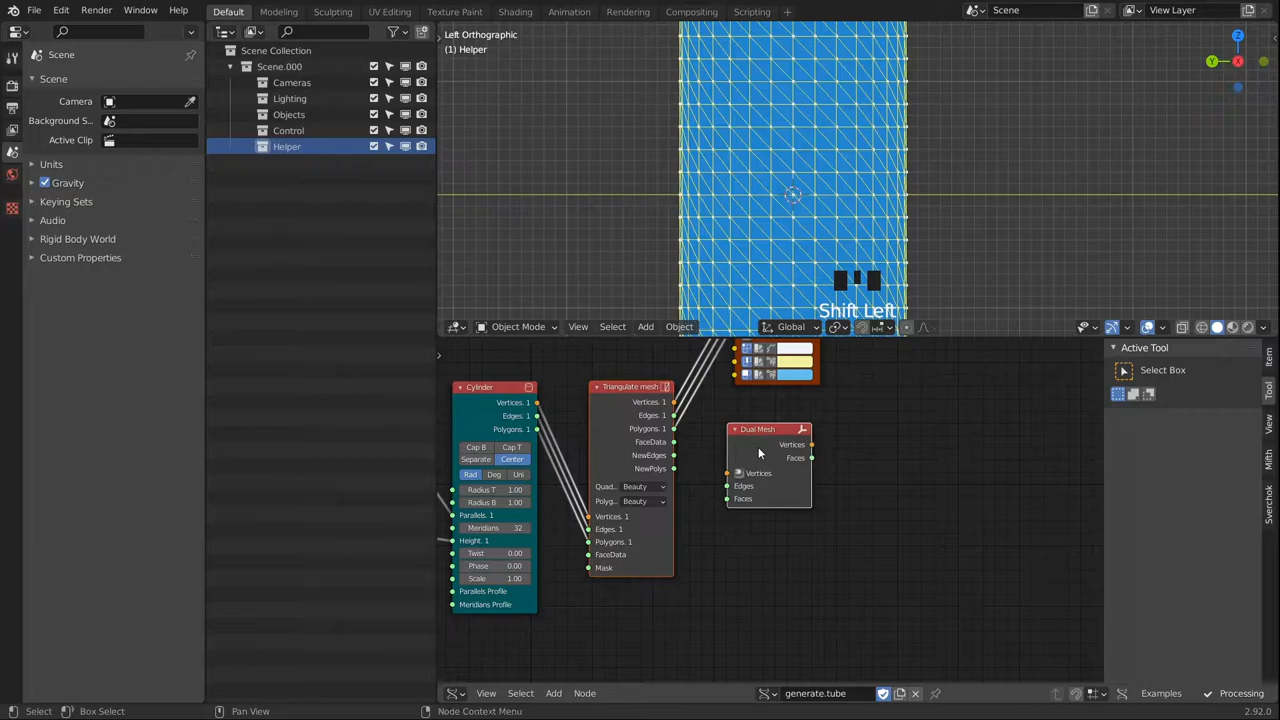 File Edit Render Window Help
Default Modeling Sculpting UV Editing Texture Paint Shading Animation Rendering Compositing Scripting
Scene
View Layer
Scene
Scene
Camera
Background S...
Active Clip
Units
Gravity
Keying Sets
Audio
Rigid Body World
Custom Properties
Scene Collection
Scene.000
Cameras
Lighting
Objects
Control
Helper
Left Orthographic
(1) Helper
Z
Y
X
Shift Left
Object Mode View Select Add Object Global
Cylinder
Vertices. 1
Edges. 1
Polygons. 1
Cap B Cap T
Separate Center
Rad Deg Uni
Radius T 1.00
Radius B 1.00
Parallels. 1
Meridians 32
Height. 1
Twist 0.00
Phase 0.00
Scale 1.00
Parallels Profile
Meridians Profile
Triangulate mesh
Vertices. 1
Edges. 1
Polygons. 1
FaceData
NewEdges
NewPolys
Quad... Beauty
Polyg... Beauty
Vertices. 1
Edges. 1
Polygons. 1
FaceData
Mask
Dual Mesh
Vertices
Faces
Vertices
Edges
Faces
Active Tool
Select Box
Item
Tool
View
Sverchok
View Select Add Node generate.tube Examples Processing
Select Box Select Pan View Node Context Menu 2.92.0